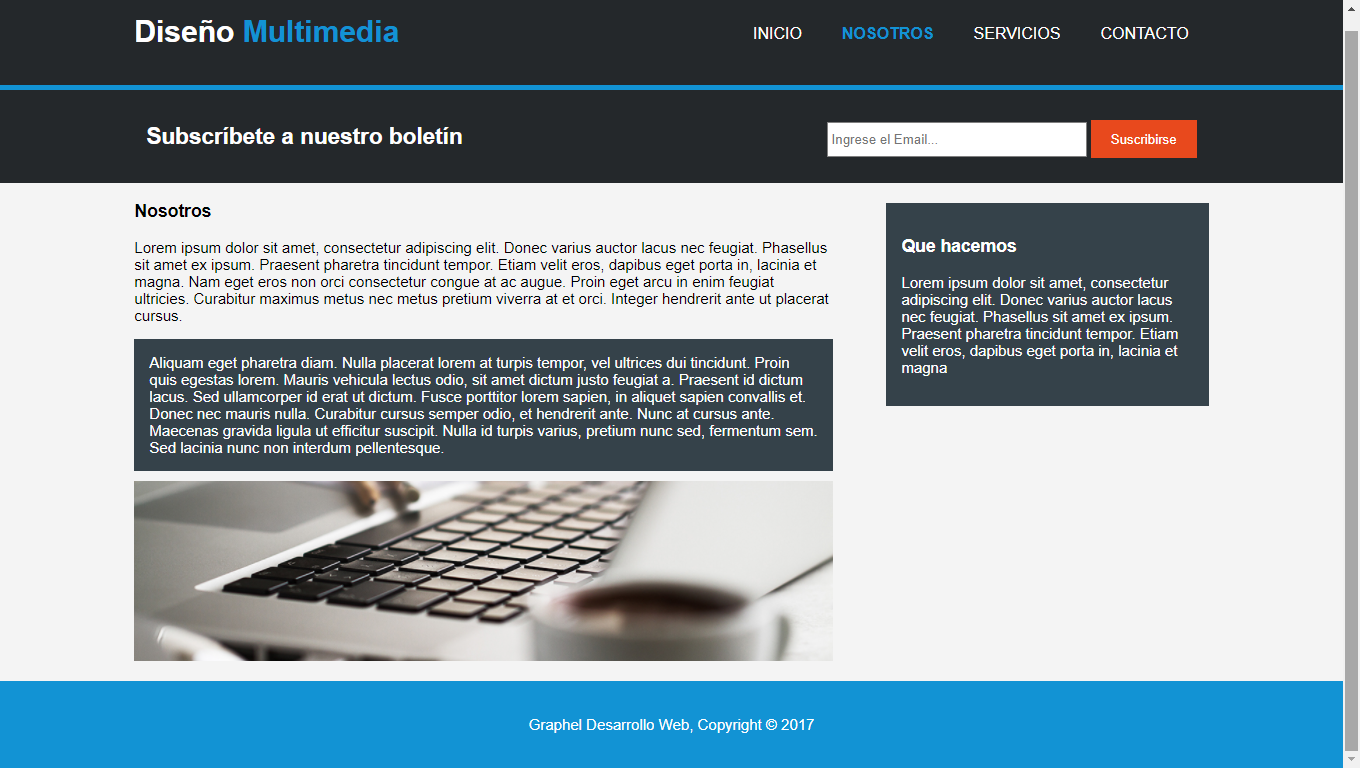 Diseño Multimedia
INICIO NOSOTROS SERVICIOS CONTACTO
Subscríbete a nuestro boletín
Ingrese el Email... Suscribirse
Nosotros
Lorem ipsum dolor sit amet, consectetur adipiscing elit. Donec varius auctor lacus nec feugiat. Phasellus
sit amet ex ipsum. Praesent pharetra tincidunt tempor. Etiam velit eros, dapibus eget porta in, lacinia et
magna. Nam eget eros non orci consectetur congue at ac augue. Proin eget arcu in enim feugiat
ultricies. Curabitur maximus metus nec metus pretium viverra at et orci. Integer hendrerit ante ut placerat
cursus.
Aliquam eget pharetra diam. Nulla placerat lorem at turpis tempor, vel ultrices dui tincidunt. Proin
quis egestas lorem. Mauris vehicula lectus odio, sit amet dictum justo feugiat a. Praesent id dictum
lacus. Sed ullamcorper id erat ut dictum. Fusce porttitor lorem sapien, in aliquet sapien convallis et.
Donec nec mauris nulla. Curabitur cursus semper odio, et hendrerit ante. Nunc at cursus ante.
Maecenas gravida ligula ut efficitur suscipit. Nulla id turpis varius, pretium nunc sed, fermentum sem.
Sed lacinia nunc non interdum pellentesque.
Que hacemos
Lorem ipsum dolor sit amet, consectetur
adipiscing elit. Donec varius auctor lacus
nec feugiat. Phasellus sit amet ex ipsum.
Praesent pharetra tincidunt tempor. Etiam
velit eros, dapibus eget porta in, lacinia et
magna
Graphel Desarrollo Web, Copyright © 2017